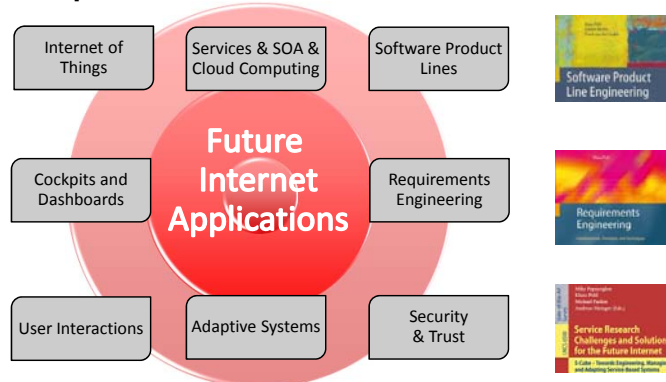 Internet of
Things
Services & SOA &
Cloud Computing
Software Product
Lines
Cockpits and
Dashboards
Future
Internet
Applications
Requirements
Engineering
User Interactions
Adaptive Systems
Security
& Trust
Software Product
Line Engineering
Requirements
Engineering
Service Research
Challenges and Solutions
for the Future Internet